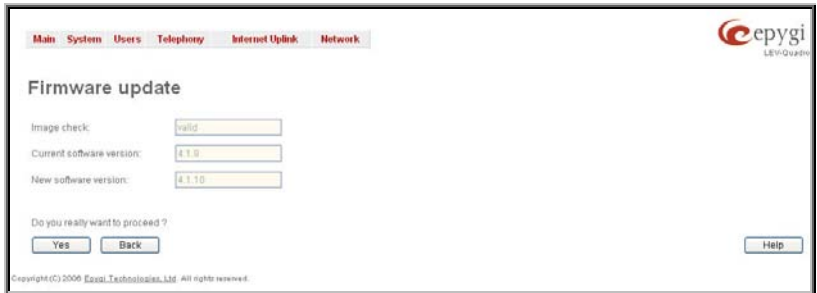 Main System Users Telephony Internet Uplink Network
epygi
LEV-Quadro
Firmware update
Image check: valid
Current software version: 4.1.9
New software version: 4.1.10
Do you really want to proceed ?
Yes Back Help
Copyright (C) 2006 Epygi Technologies, Ltd. All rights reserved.